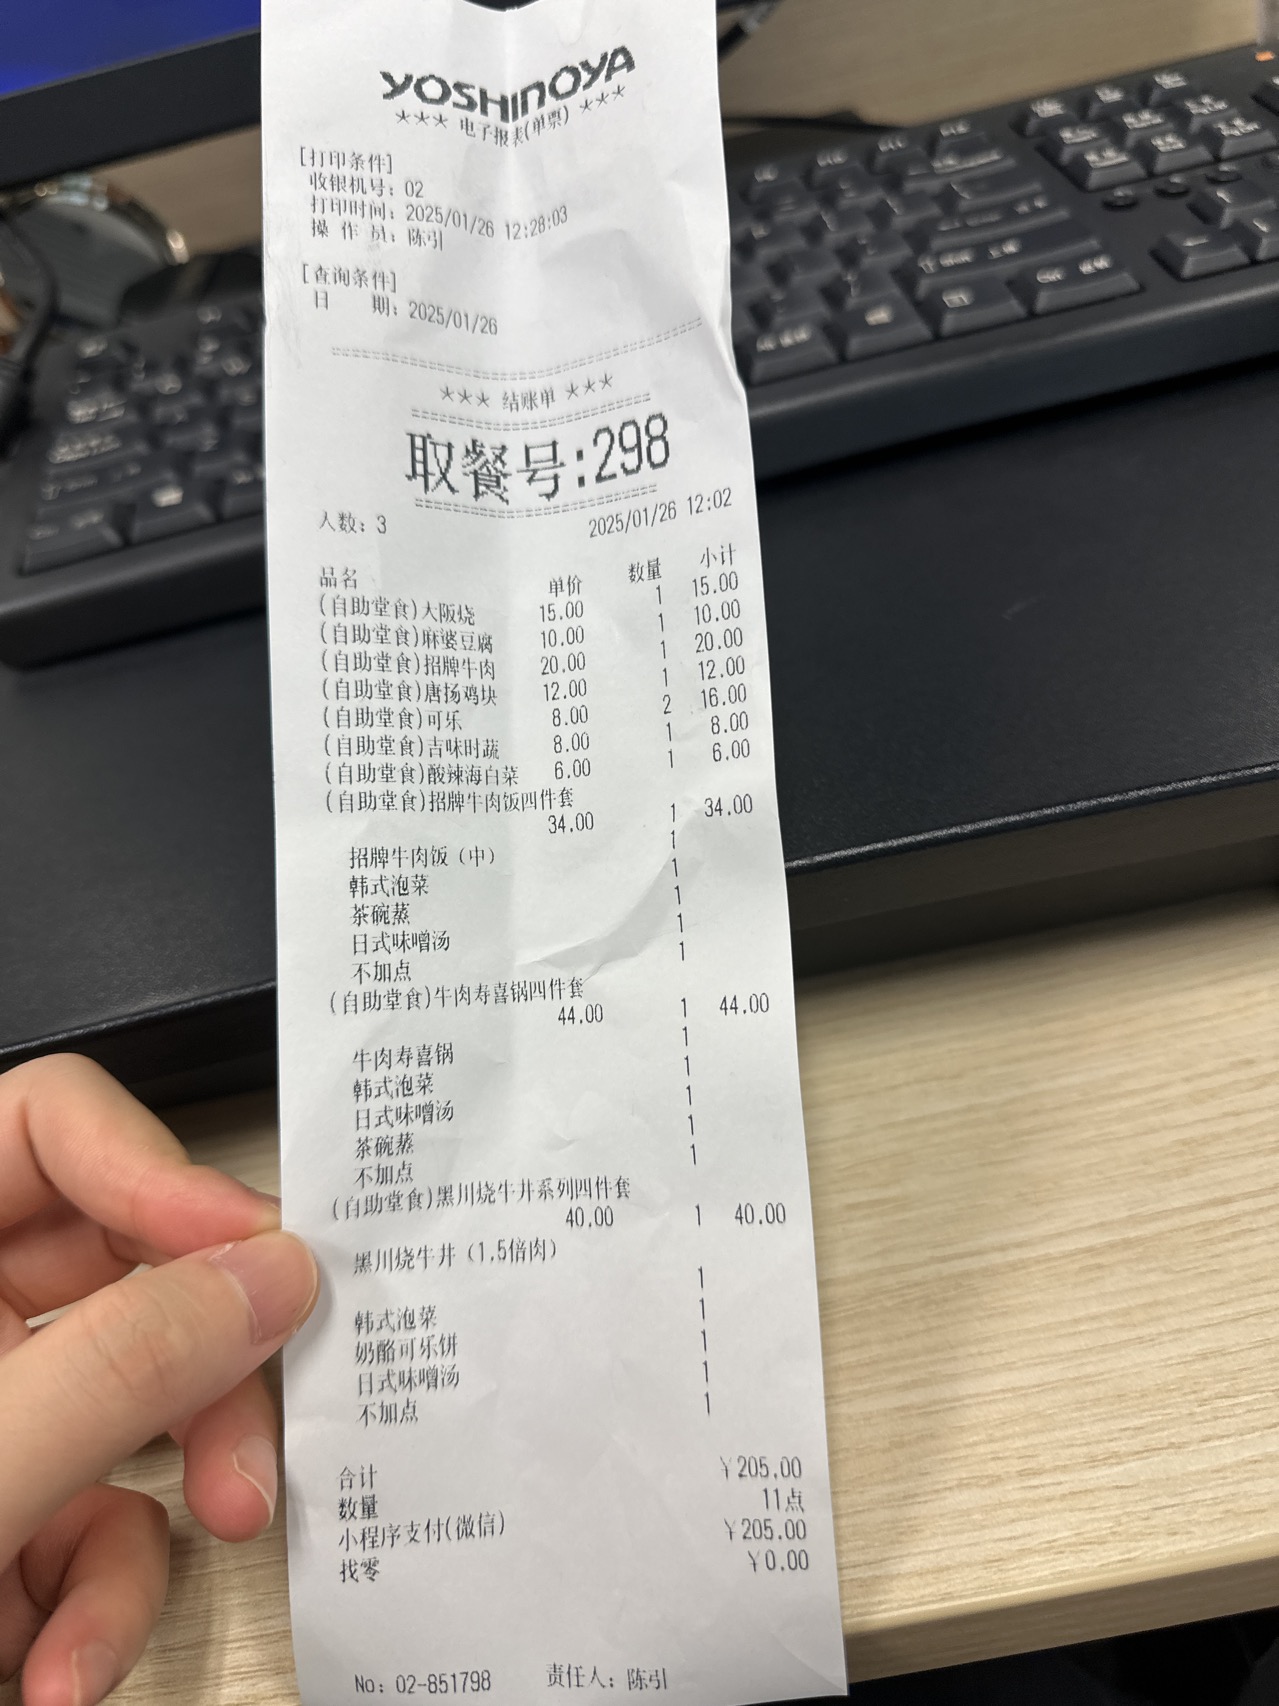 YOSHINOYA
*** 电子报表(单票) ***
[打印条件]
收银机号: 02
打印时间: 2025/01/26 12:28:03
操 作 员: 陈引
[查询条件]
日 期: 2025/01/26
*** 结账单 ***
取餐号:298
人数: 3 2025/01/26 12:02
品名 单价 数量 小计
(自助堂食)大阪烧 15.00 1 15.00
(自助堂食)麻婆豆腐 10.00 1 10.00
(自助堂食)招牌牛肉 20.00 1 20.00
(自助堂食)唐扬鸡块 12.00 1 12.00
(自助堂食)可乐 8.00 2 16.00
(自助堂食)吉味时蔬 8.00 1 8.00
(自助堂食)酸辣海白菜 6.00 1 6.00
(自助堂食)招牌牛肉饭四件套
34.00 1 34.00
招牌牛肉饭（中） 1
韩式泡菜 1
茶碗蒸 1
日式味噌汤 1
不加点 1
(自助堂食)牛肉寿喜锅四件套
44.00 1 44.00
牛肉寿喜锅 1
韩式泡菜 1
日式味噌汤 1
茶碗蒸 1
不加点 1
(自助堂食)黑川烧牛丼系列四件套
40.00 1 40.00
黑川烧牛丼（1.5倍肉）
1
韩式泡菜 1
奶酪可乐饼 1
日式味噌汤 1
不加点 1
合计 ￥205.00
数量 11点
小程序支付(微信) ￥205.00
找零 ￥0.00
No: 02-851798 责任人: 陈引